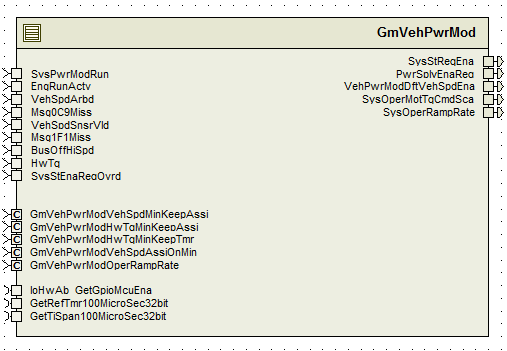 GmVehPwrMod
SysStReqEna
PwrSplyEnaReq
VehPwrModDftVehSpdEna
SysOperMotTqCmdSca
SysOperRampRate
SysPwrModRun
EngRunActv
VehSpdArbd
Msg0C9Miss
VehSpdSnsrVld
Msg1F1Miss
BusOffHiSpd
HwTq
SysStEnaReqOvrd
C GmVehPwrModVehSpdMinKeepAssi
C GmVehPwrModHwTqMinKeepAssi
C GmVehPwrModHwTqMinKeepTmr
C GmVehPwrModVehSpdAssiOnMin
C GmVehPwrModOperRampRate
IoHwAb_GetGpioMcuEna
GetRefTmr100MicroSec32bit
GetTiSpan100MicroSec32bit